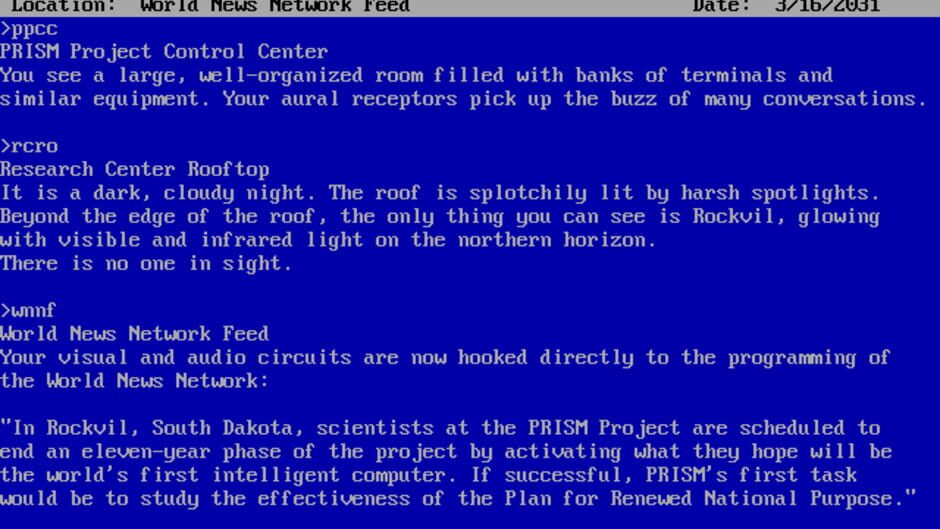 Location: World News Network Feed Date: 3/16/2031
>ppcc
PRISM Project Control Center
You see a large, well-organized room filled with banks of terminals and
similar equipment. Your aural receptors pick up the buzz of many conversations.
>rcro
Research Center Rooftop
It is a dark, cloudy night. The roof is splotchily lit by harsh spotlights.
Beyond the edge of the roof, the only thing you can see is Rockvil, glowing
with visible and infrared light on the northern horizon.
There is no one in sight.
>wnnf
World News Network Feed
Your visual and audio circuits are now hooked directly to the programming of
the World News Network:
"In Rockvil, South Dakota, scientists at the PRISM Project are scheduled to
end an eleven-year phase of the project by activating what they hope will be
the world's first intelligent computer. If successful, PRISM's first task
would be to study the effectiveness of the Plan for Renewed National Purpose."